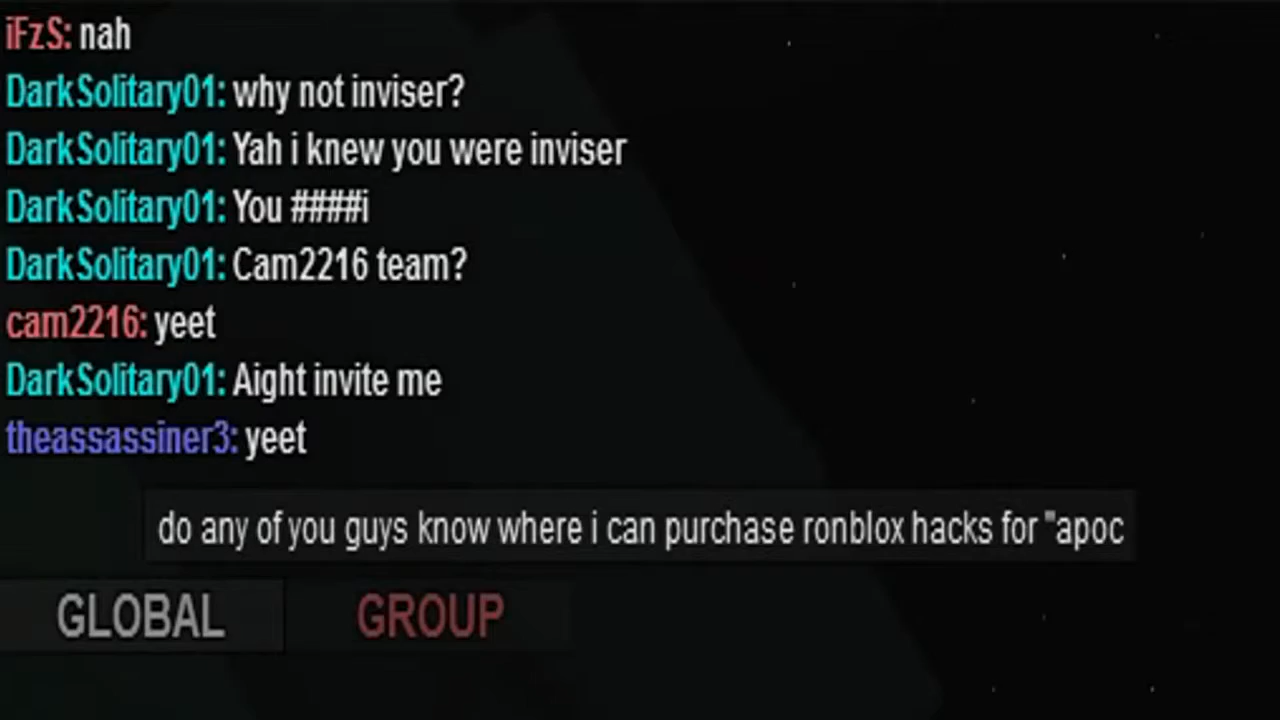 iFzS: nah
DarkSolitary01: why not inviser?
DarkSolitary01: Yah i knew you were inviser
DarkSolitary01: You ####i
DarkSolitary01: Cam2216 team?
cam2216: yeet
DarkSolitary01: Aight invite me
theassassiner3: yeet
do any of you guys know where i can purchase ronblox hacks for "apoc
GLOBAL GROUP